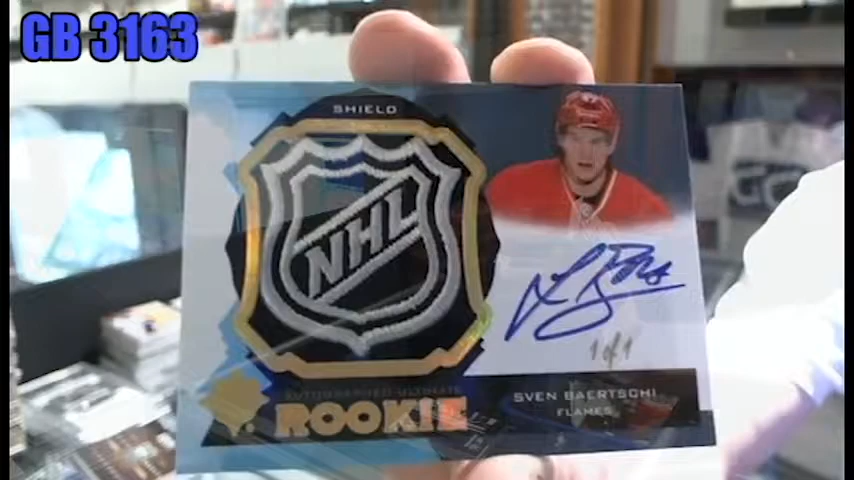 GB 3163
SHIELD
NHL
1 of 1
AUTOGRAPHED ULTIMATE
ROOKIE
SVEN BAERTSCHI
FLAMES